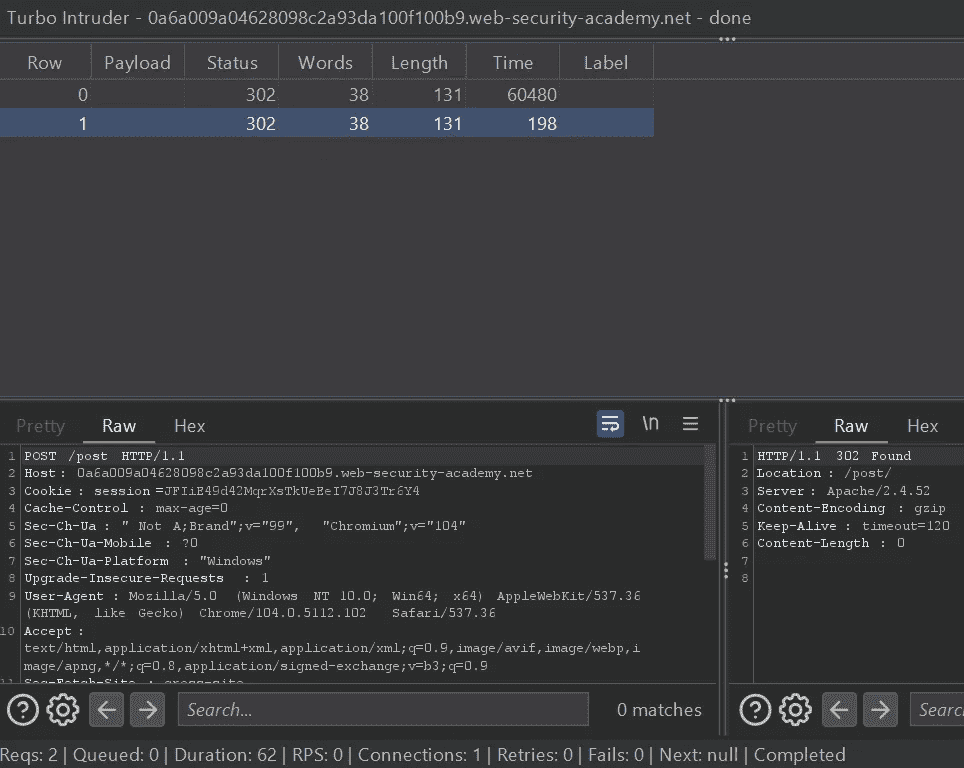 Turbo Intruder - 0a6a009a04628098c2a93da100f100b9.web-security-academy.net - done
Row Payload Status Words Length Time Label
0 302 38 131 60480
1 302 38 131 198
Pretty Raw Hex \n
1 POST /post HTTP/1.1
2 Host: 0a6a009a04628098c2a93da100f100b9.web-security-academy.net
3 Cookie: session=JFIiE49d42MqrXsTkUeEeI7J8J3Tr6Y4
4 Cache-Control: max-age=0
5 Sec-Ch-Ua: " Not A;Brand";v="99", "Chromium";v="104"
6 Sec-Ch-Ua-Mobile: ?0
7 Sec-Ch-Ua-Platform: "Windows"
8 Upgrade-Insecure-Requests: 1
9 User-Agent: Mozilla/5.0 (Windows NT 10.0; Win64; x64) AppleWebKit/537.36
(KHTML, like Gecko) Chrome/104.0.5112.102 Safari/537.36
10 Accept:
text/html,application/xhtml+xml,application/xml;q=0.9,image/avif,image/webp,i
mage/apng,*/*;q=0.8,application/signed-exchange;v=b3;q=0.9
11 Sec-Fetch-Site: cross-site
Search... 0 matches
Pretty Raw Hex
1 HTTP/1.1 302 Found
2 Location: /post/
3 Server: Apache/2.4.52
4 Content-Encoding: gzip
5 Keep-Alive: timeout=120
6 Content-Length: 0
7
8
Searc
Reqs: 2 | Queued: 0 | Duration: 62 | RPS: 0 | Connections: 1 | Retries: 0 | Fails: 0 | Next: null | Completed